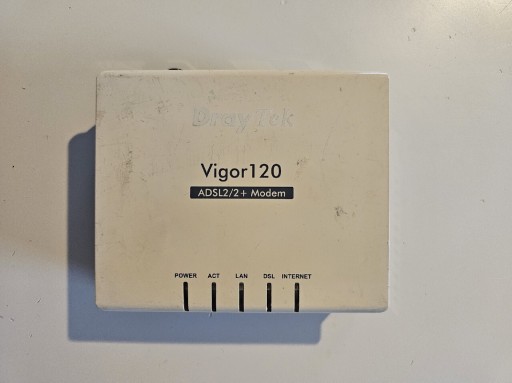 DrayTek
Vigor120
ADSL2/2+ Modem
POWER ACT LAN DSL INTERNET